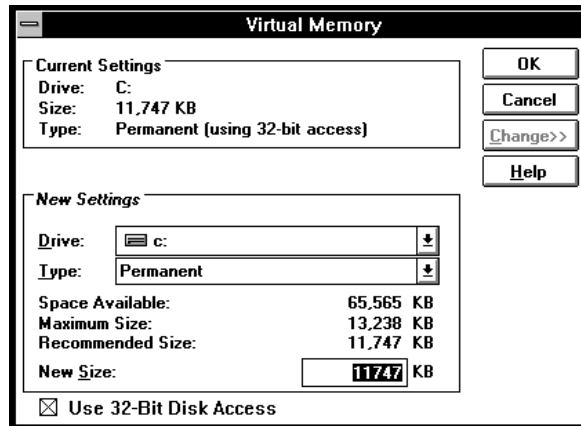 Virtual Memory
Current Settings
Drive: C:
Size: 11,747 KB
Type: Permanent (using 32-bit access)
OK
Cancel
Change>>
Help
New Settings
Drive: c:
Type: Permanent
Space Available: 65,565 KB
Maximum Size: 13,238 KB
Recommended Size: 11,747 KB
New Size: 11747 KB
Use 32-Bit Disk Access